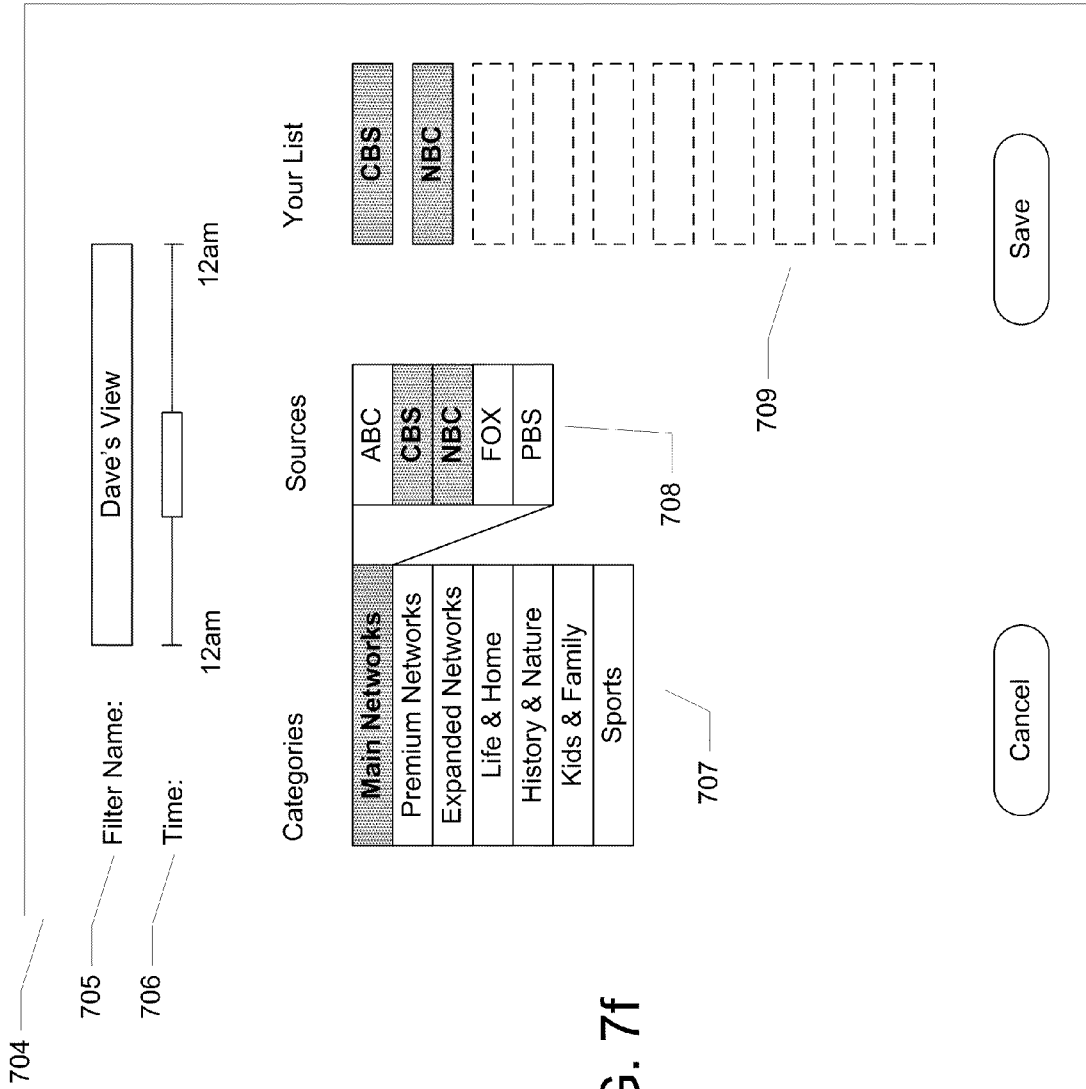 704
705
Filter Name:
Dave's View
706
Time:
12am
12am
Categories
Sources
Your List
Main Networks
Premium Networks
Expanded Networks
Life & Home
History & Nature
Kids & Family
Sports
707
ABC
CBS
NBC
FOX
PBS
708
CBS
NBC
709
Cancel
Save
G. 7f